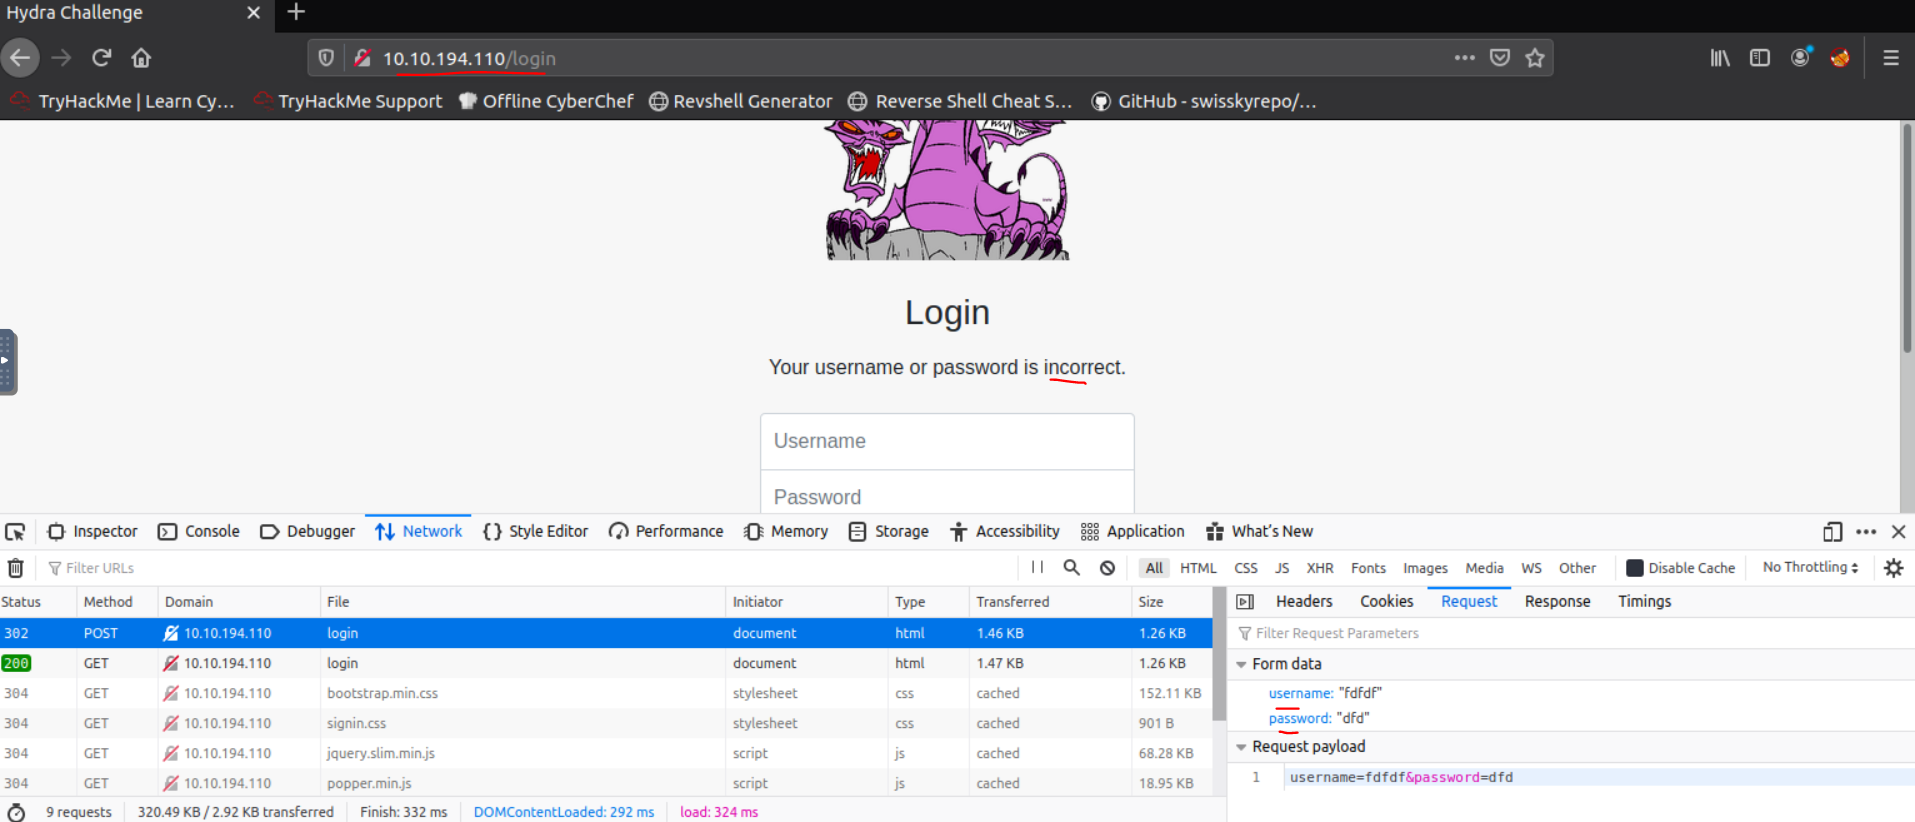 Hydra Challenge
10.10.194.110/login
TryHackMe | Learn Cy... TryHackMe Support Offline CyberChef Revshell Generator Reverse Shell Cheat S... GitHub - swisskyrepo/...
Login
Your username or password is incorrect.
Username
Password
Inspector Console Debugger Network Style Editor Performance Memory Storage Accessibility Application What's New
Filter URLs All HTML CSS JS XHR Fonts Images Media WS Other Disable Cache No Throttling
Status Method Domain File Initiator Type Transferred Size
302 POST 10.10.194.110 login document html 1.46 KB 1.26 KB
200 GET 10.10.194.110 login document html 1.47 KB 1.26 KB
304 GET 10.10.194.110 bootstrap.min.css stylesheet css cached 152.11 KB
304 GET 10.10.194.110 signin.css stylesheet css cached 901 B
304 GET 10.10.194.110 jquery.slim.min.js script js cached 68.28 KB
304 GET 10.10.194.110 popper.min.js script js cached 18.95 KB
9 requests 320.49 KB / 2.92 KB transferred Finish: 332 ms DOMContentLoaded: 292 ms load: 324 ms
Headers Cookies Request Response Timings
Filter Request Parameters
Form data
username: "fdfdf"
password: "dfd"
Request payload
1 username=fdfdf&password=dfd